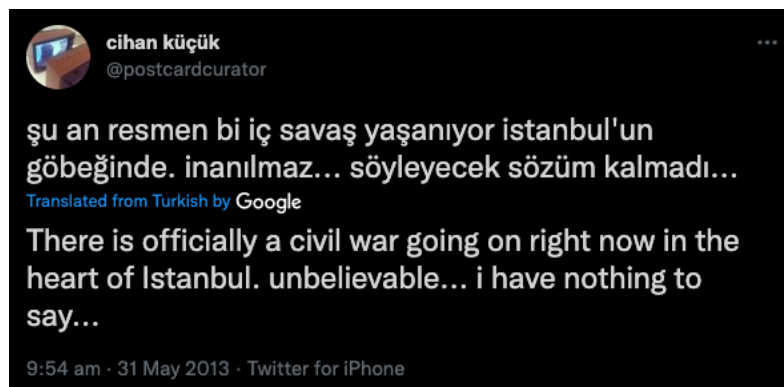 cihan küçük
@postcardcurator
şu an resmen bi iç savaş yaşanıyor istanbul'un
göbeğinde. inanılmaz... söyleyecek sözüm kalmadı...
Translated from Turkish by Google
There is officially a civil war going on right now in the
heart of Istanbul. unbelievable... i have nothing to
say...
9:54 am · 31 May 2013 · Twitter for iPhone